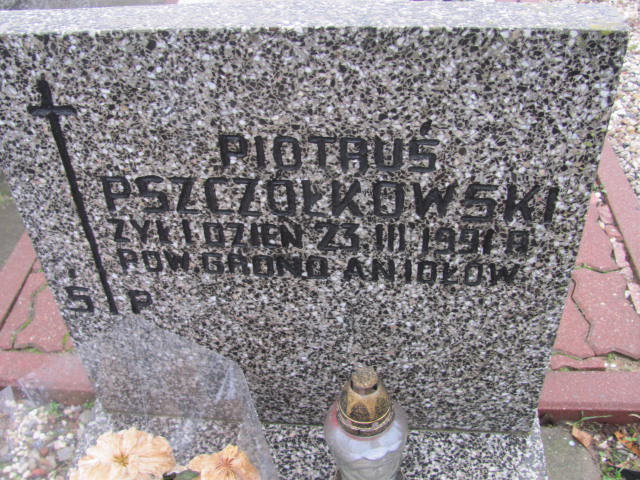 PIOTRUŚ
PSZCZÓŁKOWSKI
ŻYŁ 1 DZIEŃ 23 III 1991 R
POW. GRONO ANIOŁÓW
Ś P